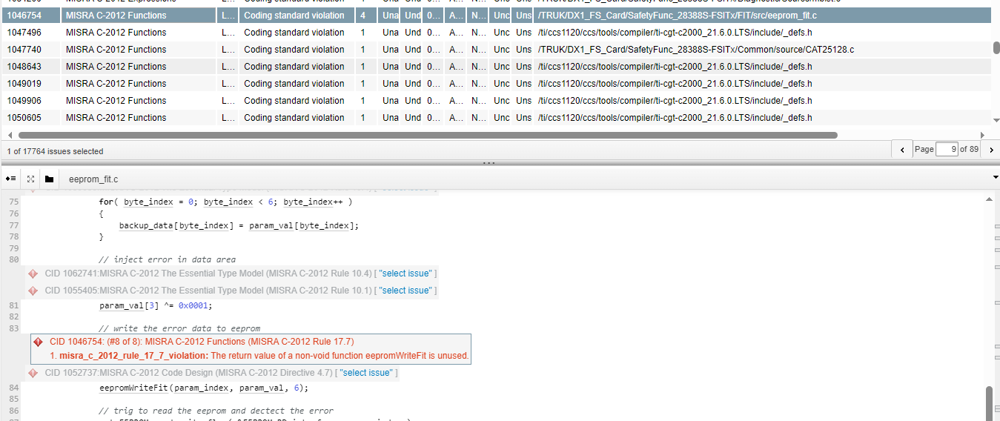 1046754 MISRA C-2012 Functions L... Coding standard violation 4 Una Und 0... A... N... Unc Uns /TRUK/DX1_FS_Card/SafetyFunc_28388S-FSITx/FIT/src/eeprom_fit.c
1047496 MISRA C-2012 Functions L... Coding standard violation 1 Una Und 0... A... N... Unc Uns /ti/ccs1120/ccs/tools/compiler/ti-cgt-c2000_21.6.0.LTS/include/_defs.h
1047740 MISRA C-2012 Functions L... Coding standard violation 1 Una Und 0... A... N... Unc Uns /TRUK/DX1_FS_Card/SafetyFunc_28388S-FSITx/Common/source/CAT25128.c
1048643 MISRA C-2012 Functions L... Coding standard violation 1 Una Und 0... A... N... Unc Uns /ti/ccs1120/ccs/tools/compiler/ti-cgt-c2000_21.6.0.LTS/include/_defs.h
1049019 MISRA C-2012 Functions L... Coding standard violation 1 Una Und 0... A... N... Unc Uns /ti/ccs1120/ccs/tools/compiler/ti-cgt-c2000_21.6.0.LTS/include/_defs.h
1049906 MISRA C-2012 Functions L... Coding standard violation 1 Una Und 0... A... N... Unc Uns /ti/ccs1120/ccs/tools/compiler/ti-cgt-c2000_21.6.0.LTS/include/_defs.h
1050605 MISRA C-2012 Functions L... Coding standard violation 1 Una Und 0... A... N... Unc Uns /ti/ccs1120/ccs/tools/compiler/ti-cgt-c2000_21.6.0.LTS/include/_defs.h
1 of 17764 issues selected Page 9 of 89
eeprom_fit.c
75 for( byte_index = 0; byte_index < 6; byte_index++ )
76 {
77 backup_data[byte_index] = param_val[byte_index];
78 }
79
80 // inject error in data area
CID 1062741:MISRA C-2012 The Essential Type Model (MISRA C-2012 Rule 10.4) [ "select issue" ]
CID 1055405:MISRA C-2012 The Essential Type Model (MISRA C-2012 Rule 10.1) [ "select issue" ]
81 param_val[3] ^= 0x0001;
82
83 // write the error data to eeprom
CID 1046754: (#8 of 8): MISRA C-2012 Functions (MISRA C-2012 Rule 17.7)
1. misra_c_2012_rule_17_7_violation: The return value of a non-void function eepromWriteFit is unused.
CID 1052737:MISRA C-2012 Code Design (MISRA C-2012 Directive 4.7) [ "select issue" ]
84 eepromWriteFit(param_index, param_val, 6);
85
86 // trig to read the eeprom and dectect the error